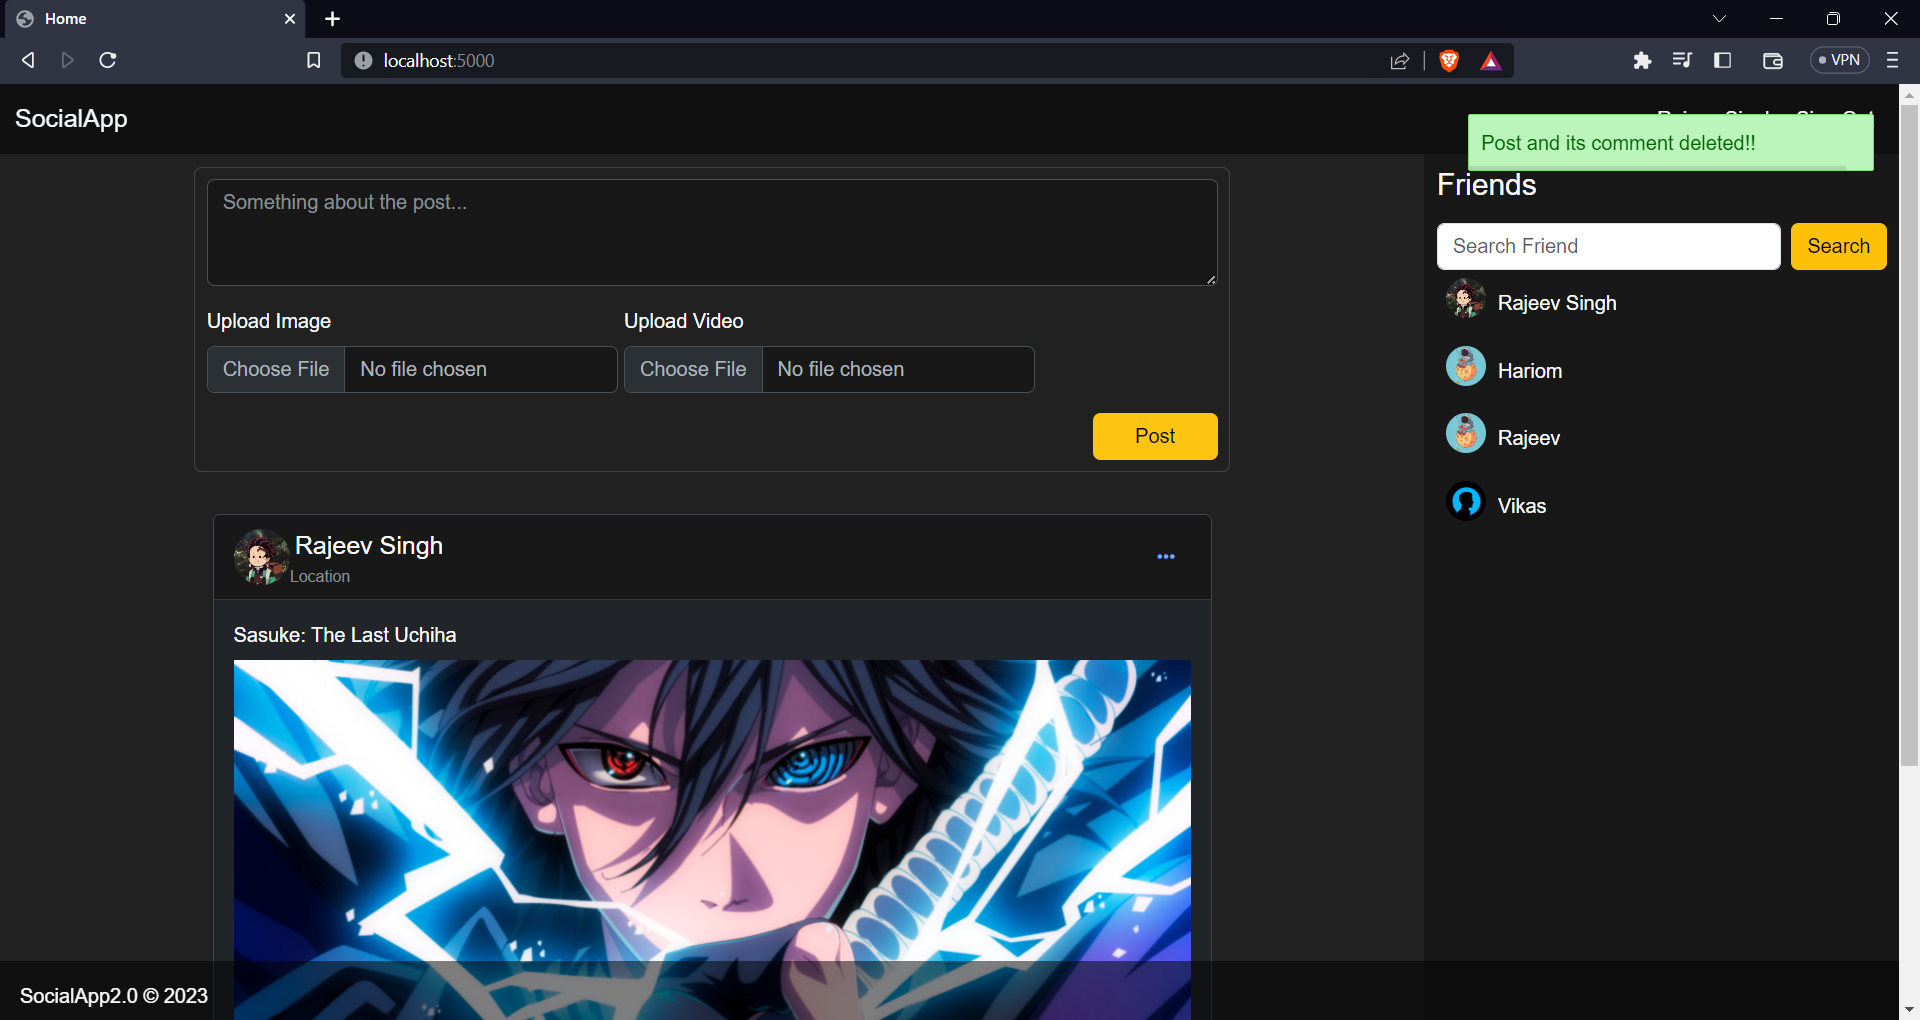 Home
localhost:5000
VPN
SocialApp
Post and its comment deleted!!
Something about the post...
Upload Image
Upload Video
Choose File No file chosen
Choose File No file chosen
Post
Friends
Search Friend
Search
Rajeev Singh
Hariom
Rajeev
Vikas
Rajeev Singh
Location
Sasuke: The Last Uchiha
SocialApp2.0 © 2023